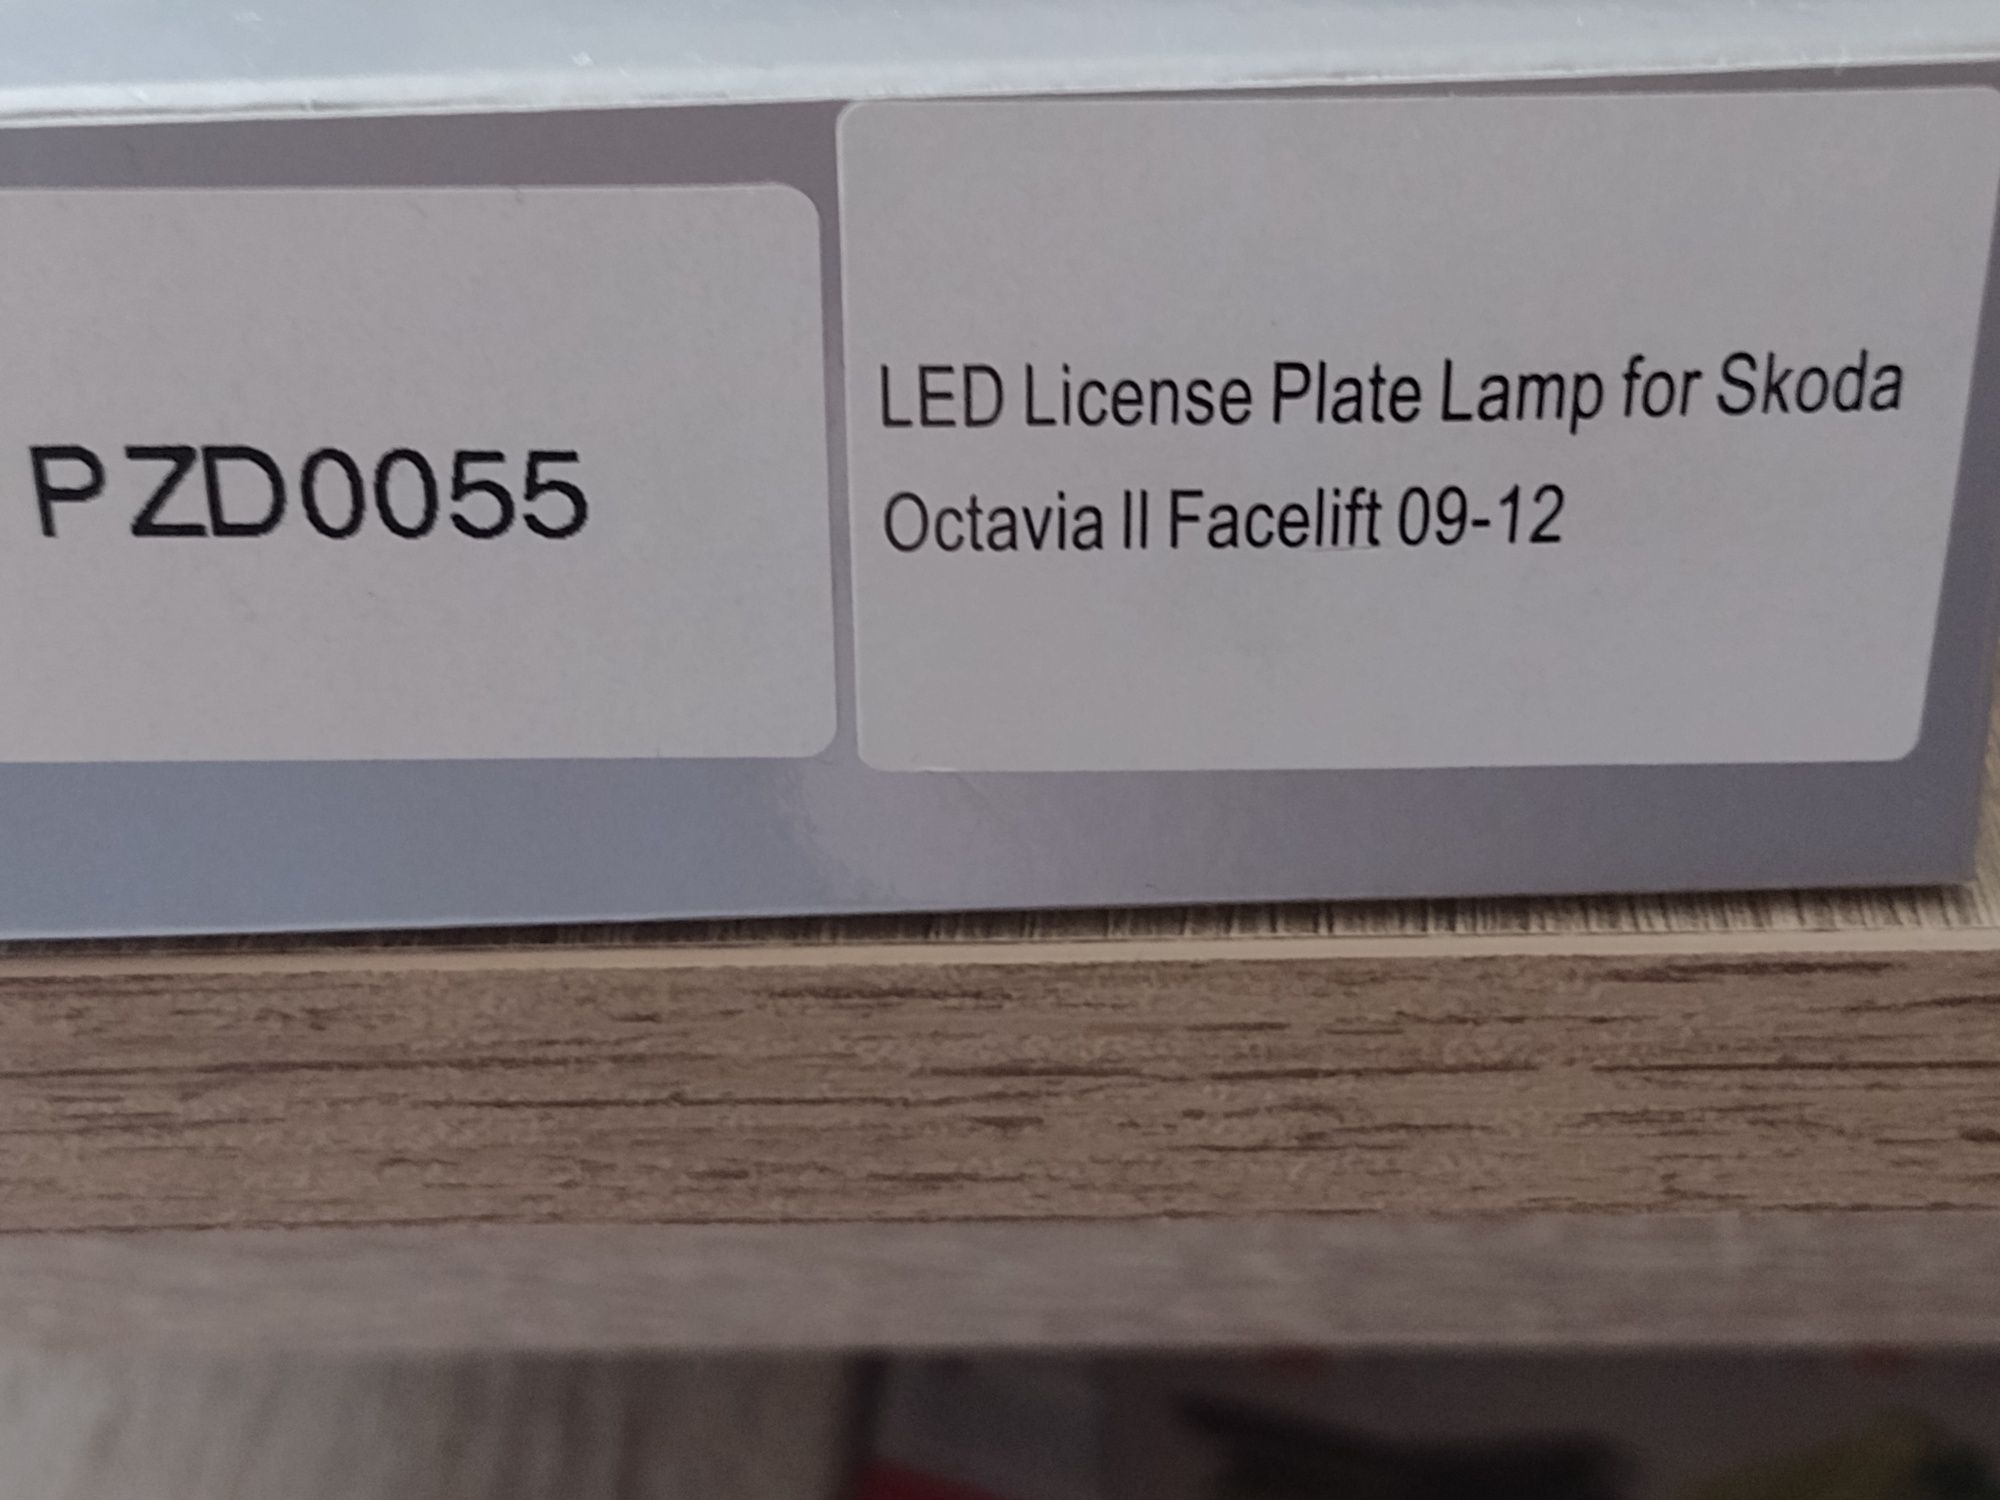 PZD0055
LED License Plate Lamp for Skoda
Octavia II Facelift 09-12